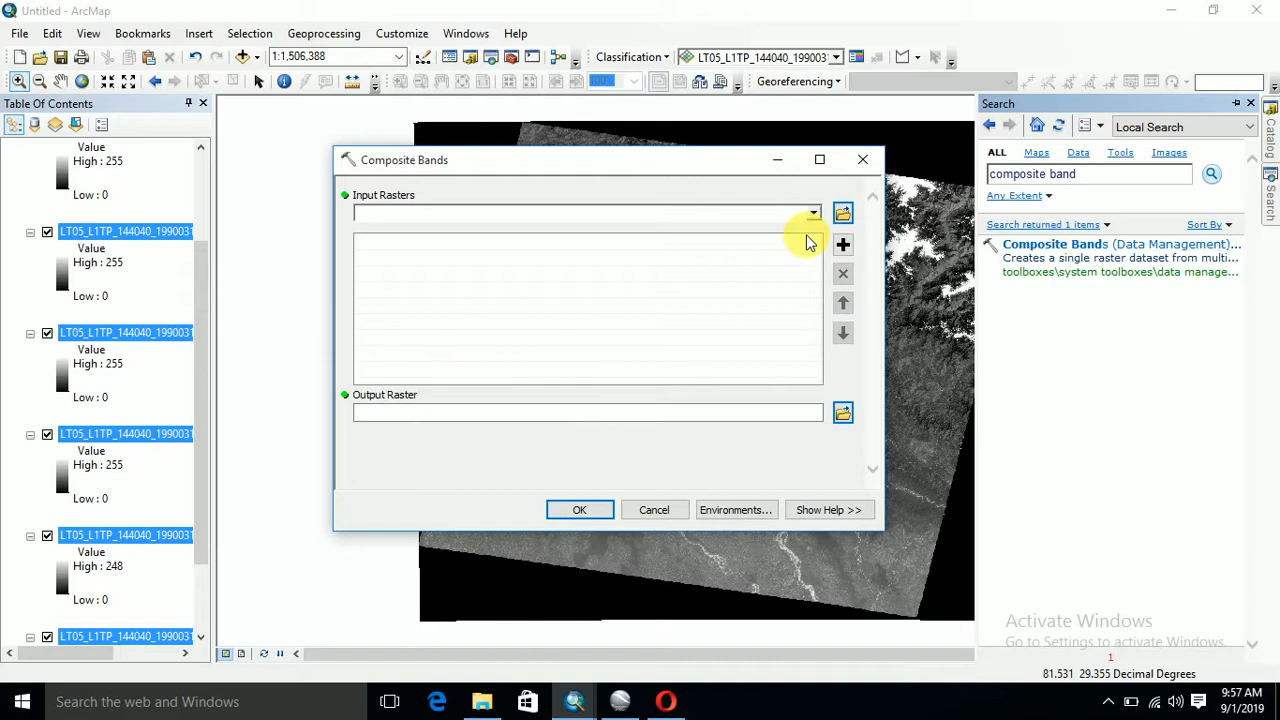 Untitled - ArcMap
File Edit View Bookmarks Insert Selection Geoprocessing Customize Windows Help
1:1,506,388
Classification
LT05_L1TP_144040_199003
100%
Georeferencing
Table Of Contents
Value
High : 255
Low : 0
LT05_L1TP_144040_1990031
Value
High : 255
Low : 0
LT05_L1TP_144040_1990031
Value
High : 255
Low : 0
LT05_L1TP_144040_1990031
Value
High : 255
Low : 0
LT05_L1TP_144040_1990031
Value
High : 248
Low : 0
LT05_L1TP_144040_1990031
Composite Bands
Input Rasters
Output Raster
OK
Cancel
Environments...
Show Help >>
Search
Local Search
ALL Maps Data Tools Images
composite band
Any Extent
Search returned 1 items
Sort By
Composite Bands (Data Management)...
Creates a single raster dataset from multi...
toolboxes\system toolboxes\data manage...
Catalog
Search
Activate Windows
Go to Settings to activate Windows.
1
81.531 29.355 Decimal Degrees
Search the web and Windows
9:57 AM
9/1/2019